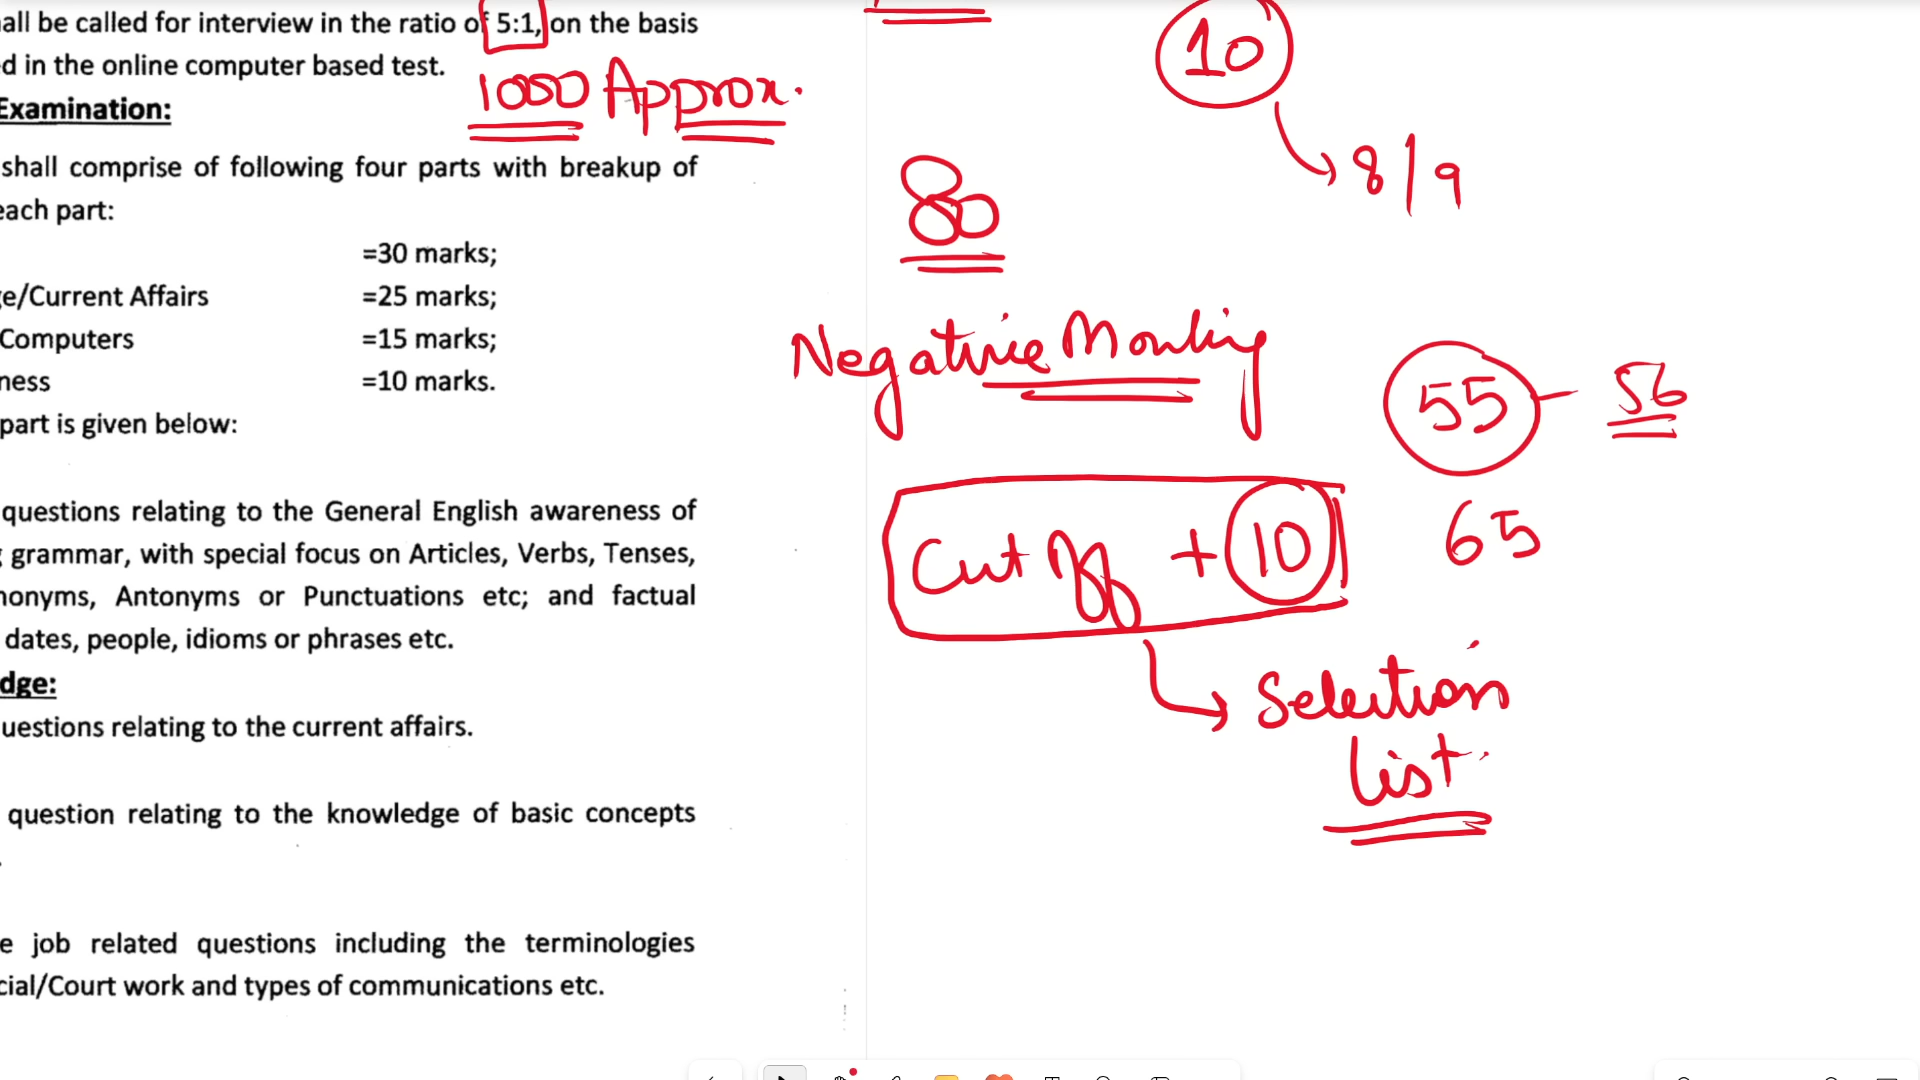 all be called for interview in the ratio of 5:1, on the basis
d in the online computer based test.
1000 Approx.
Examination:
shall comprise of following four parts with breakup of
each part:
=30 marks;
e/Current Affairs =25 marks;
Computers =15 marks;
ness =10 marks.
part is given below:
questions relating to the General English awareness of
grammar, with special focus on Articles, Verbs, Tenses,
nonyms, Antonyms or Punctuations etc; and factual
dates, people, idioms or phrases etc.
dge:
uestions relating to the current affairs.
question relating to the knowledge of basic concepts
e job related questions including the terminologies
cial/Court work and types of communications etc.
10
8/9
80
Negative Marking
55 - 56
65
Cut off + 10
Selection
list.